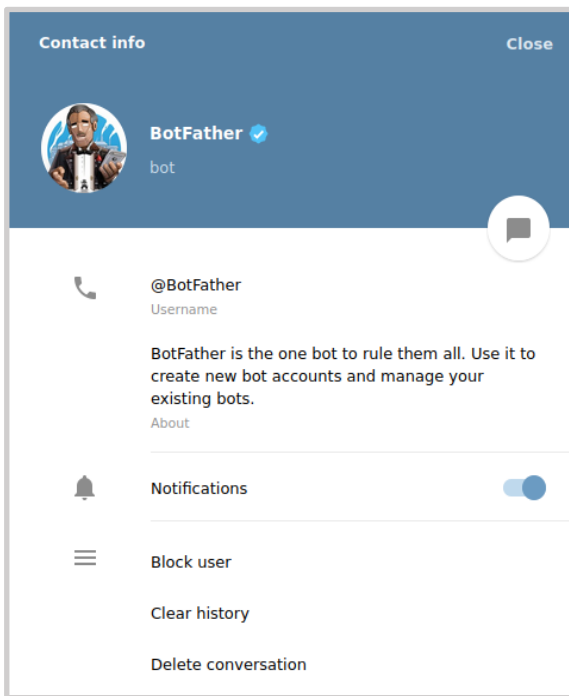 Contact info
Close
BotFather
bot
@BotFather
Username
BotFather is the one bot to rule them all. Use it to
create new bot accounts and manage your
existing bots.
About
Notifications
Block user
Clear history
Delete conversation